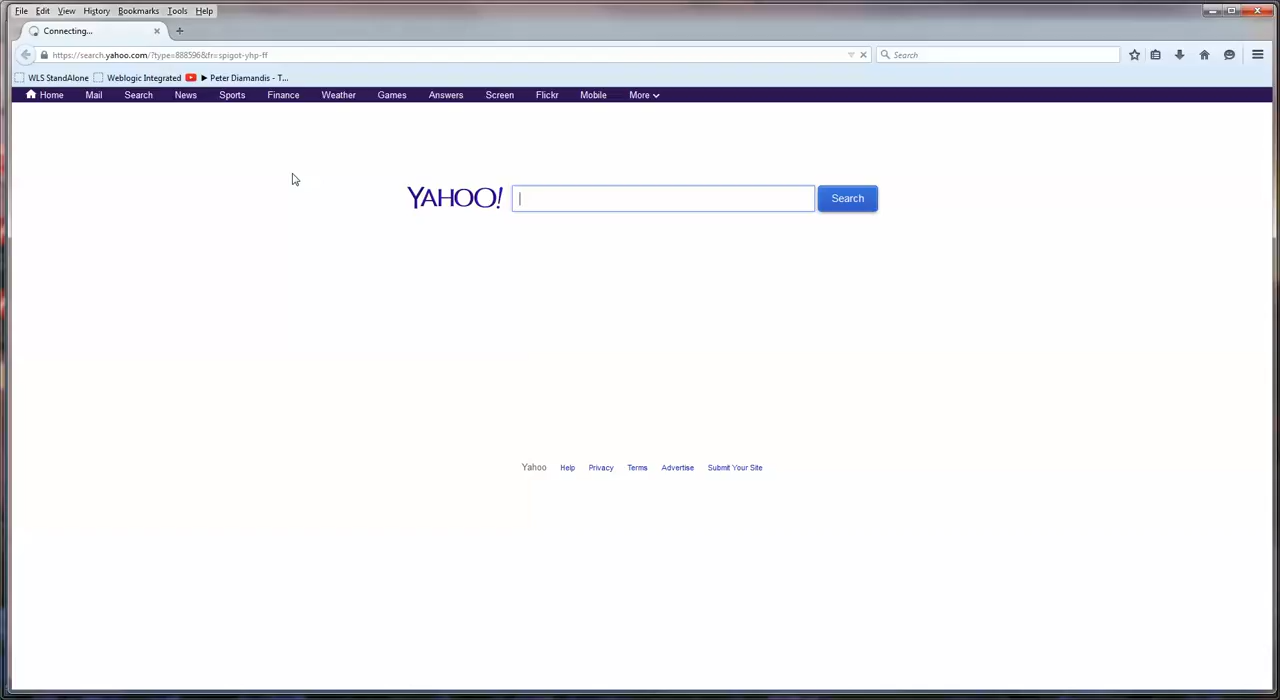 File Edit View History Bookmarks Tools Help
Connecting...
https://search.yahoo.com/?type=888596&fr=spigot-yhp-ff
Search
WLS StandAlone Weblogic Integrated ► Peter Diamandis - T...
Home Mail Search News Sports Finance Weather Games Answers Screen Flickr Mobile More
YAHOO! Search
Yahoo Help Privacy Terms Advertise Submit Your Site